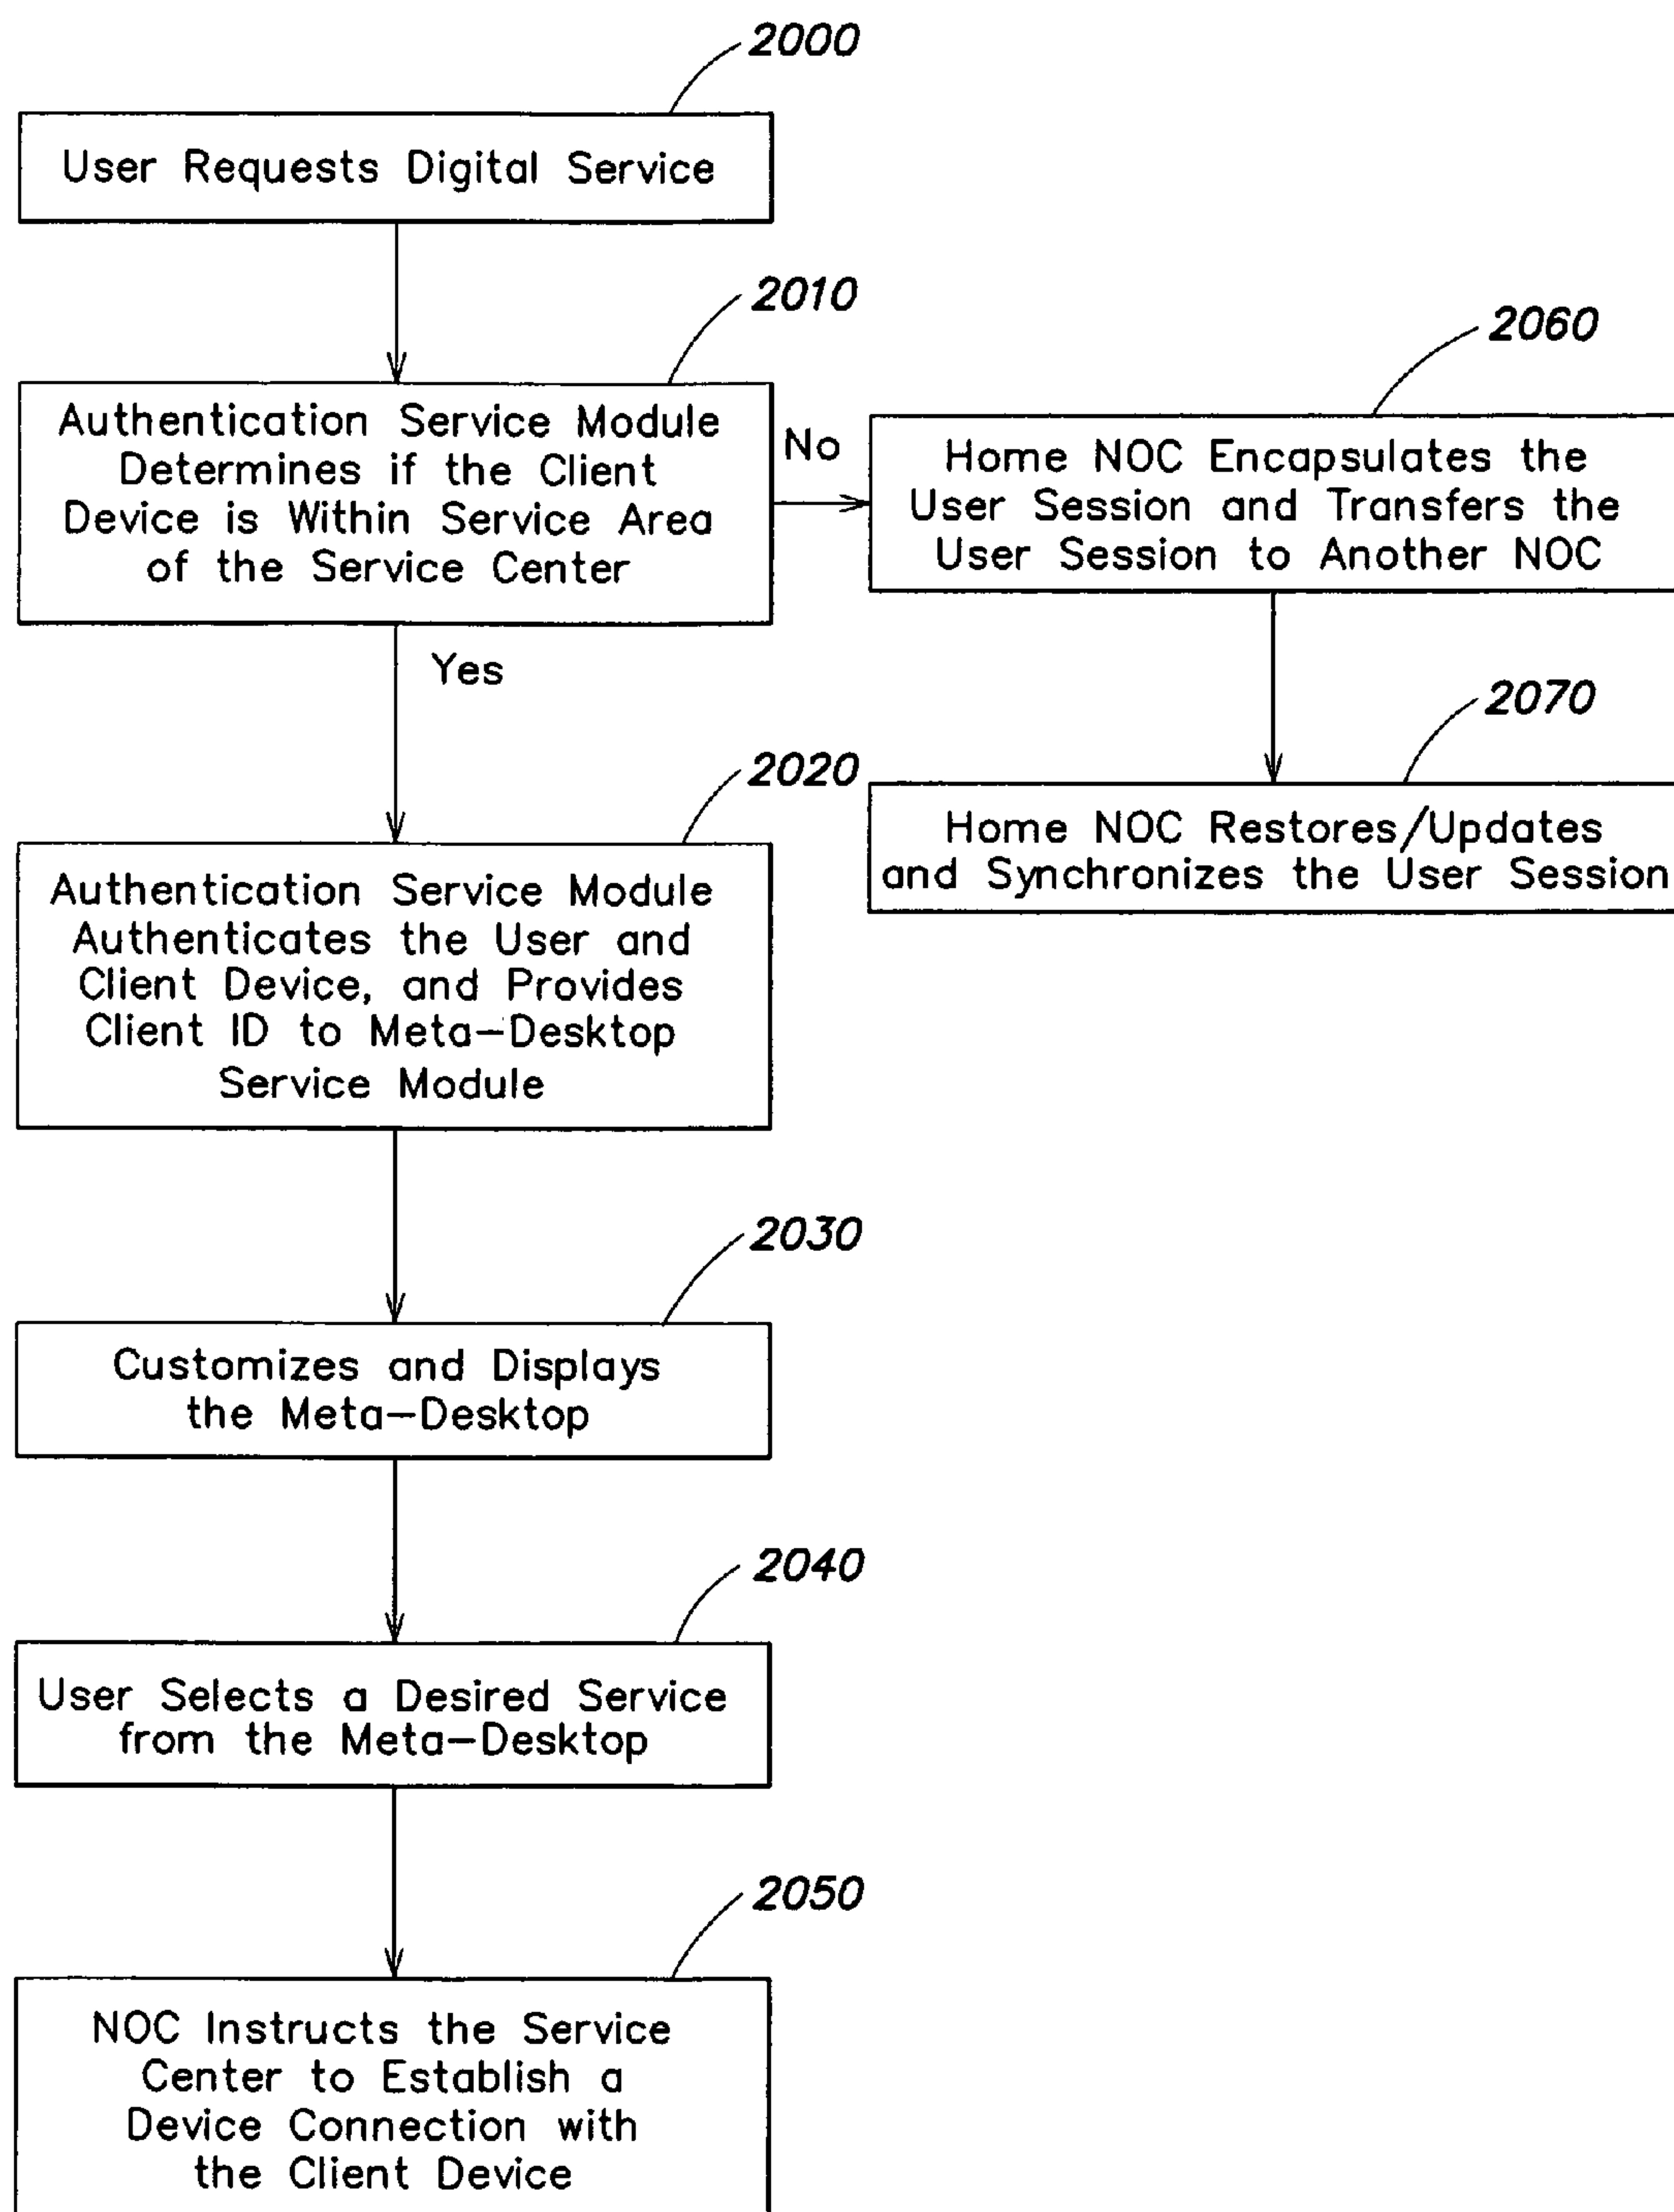 2000
User Requests Digital Service
2010
Authentication Service Module
Determines if the Client
Device is Within Service Area
of the Service Center
No
Yes
2060
Home NOC Encapsulates the
User Session and Transfers the
User Session to Another NOC
2070
Home NOC Restores/Updates
and Synchronizes the User Session
2020
Authentication Service Module
Authenticates the User and
Client Device, and Provides
Client ID to Meta-Desktop
Service Module
2030
Customizes and Displays
the Meta-Desktop
2040
User Selects a Desired Service
from the Meta-Desktop
2050
NOC Instructs the Service
Center to Establish a
Device Connection with
the Client Device